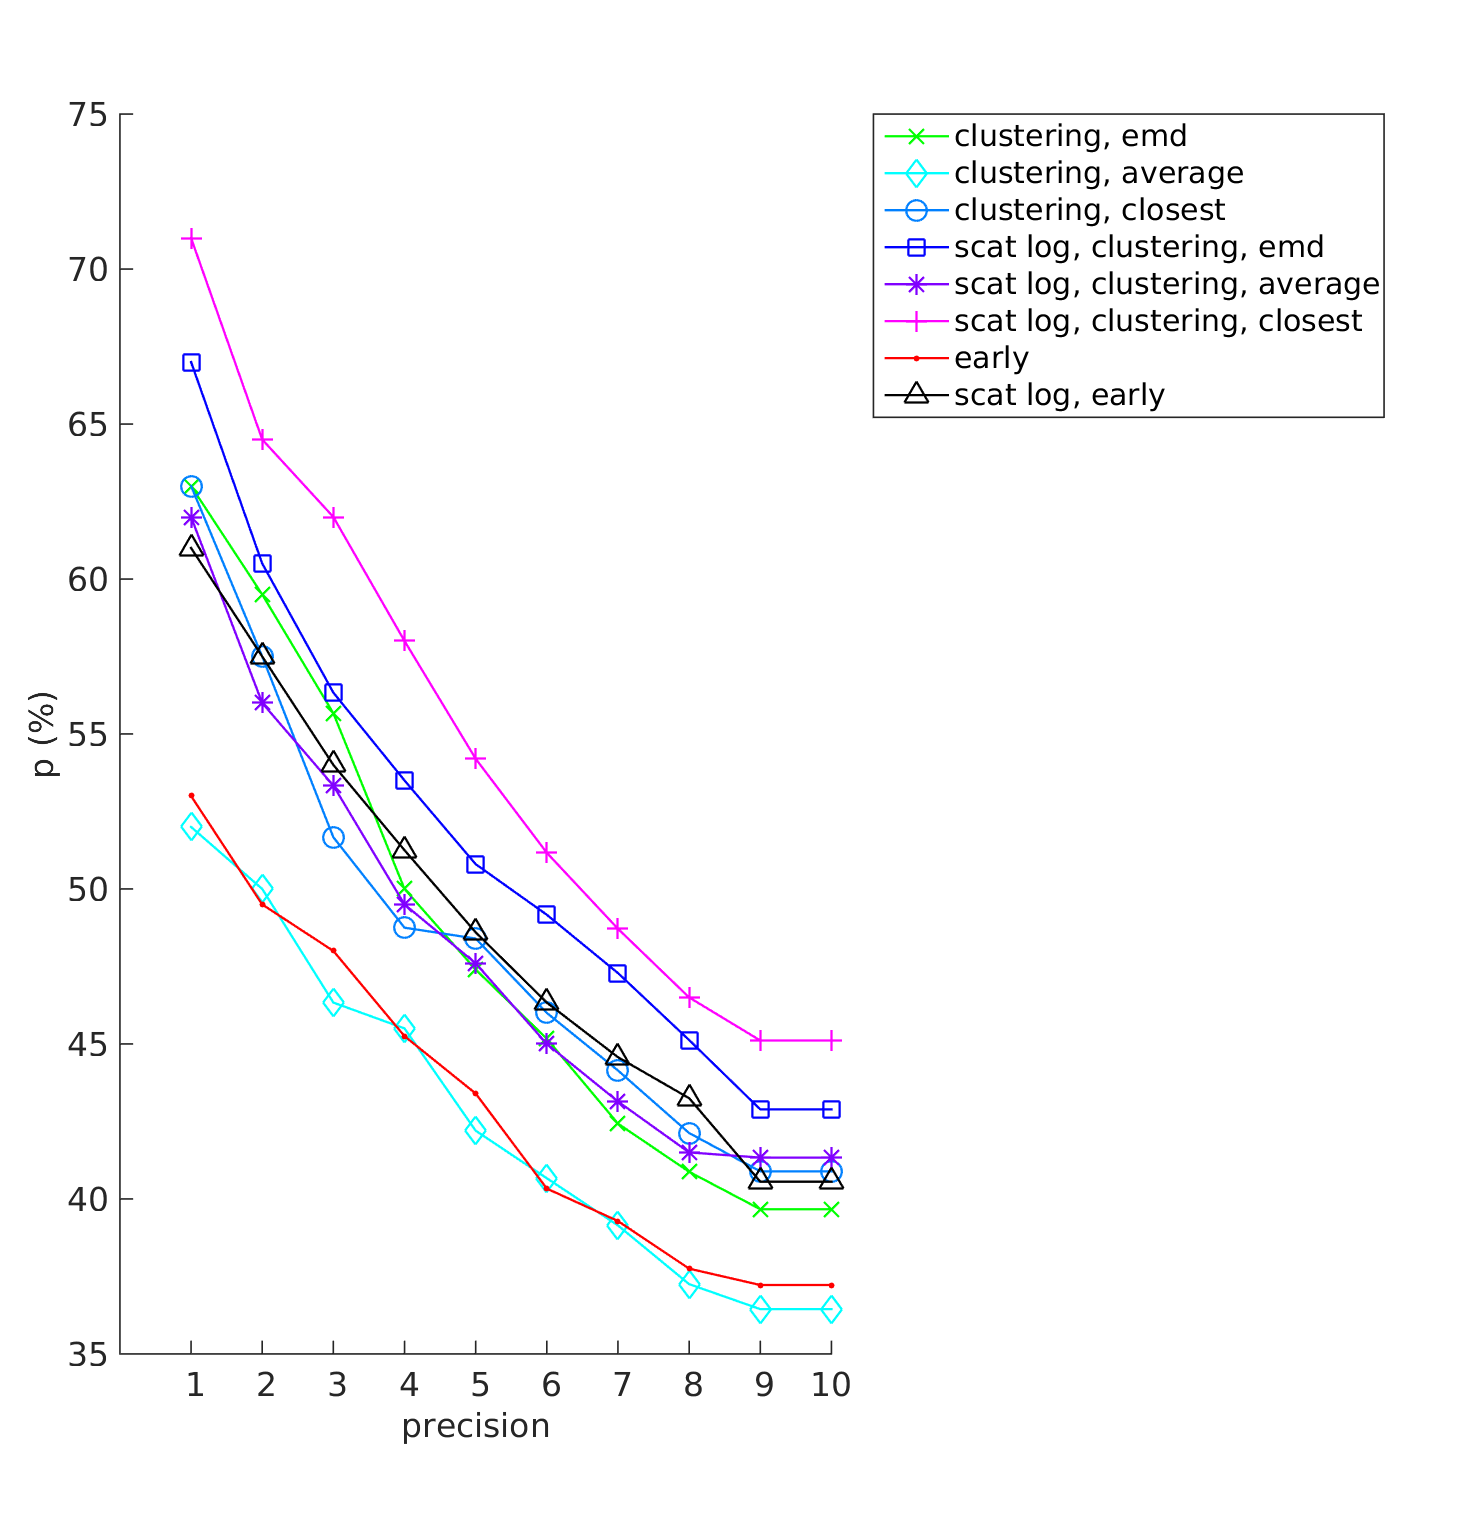 75
70
65
60
55
50
45
40
35
p (%)
1 2 3 4 5 6 7 8 9 10
precision
clustering, emd
clustering, average
clustering, closest
scat log, clustering, emd
scat log, clustering, average
scat log, clustering, closest
early
scat log, early